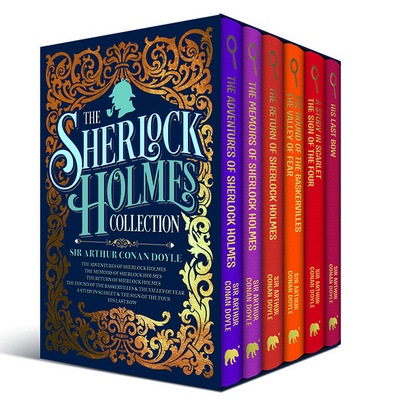 THE
SHERLOCK
HOLMES
COLLECTION
SIR ARTHUR CONAN DOYLE
THE ADVENTURES OF SHERLOCK HOLMES
THE MEMOIRS OF SHERLOCK HOLMES
THE RETURN OF SHERLOCK HOLMES
THE HOUND OF THE BASKERVILLES & THE VALLEY OF FEAR
A STUDY IN SCARLET & THE SIGN OF THE FOUR
HIS LAST BOW
THE ADVENTURES OF SHERLOCK HOLMES
SIR ARTHUR
CONAN DOYLE
THE MEMOIRS OF SHERLOCK HOLMES
SIR ARTHUR
CONAN DOYLE
THE RETURN OF SHERLOCK HOLMES
SIR ARTHUR
CONAN DOYLE
THE HOUND OF THE BASKERVILLES
THE VALLEY OF FEAR
SIR ARTHUR
CONAN DOYLE
A STUDY IN SCARLET
THE SIGN OF THE FOUR
SIR ARTHUR
CONAN DOYLE
HIS LAST BOW
SIR ARTHUR
CONAN DOYLE